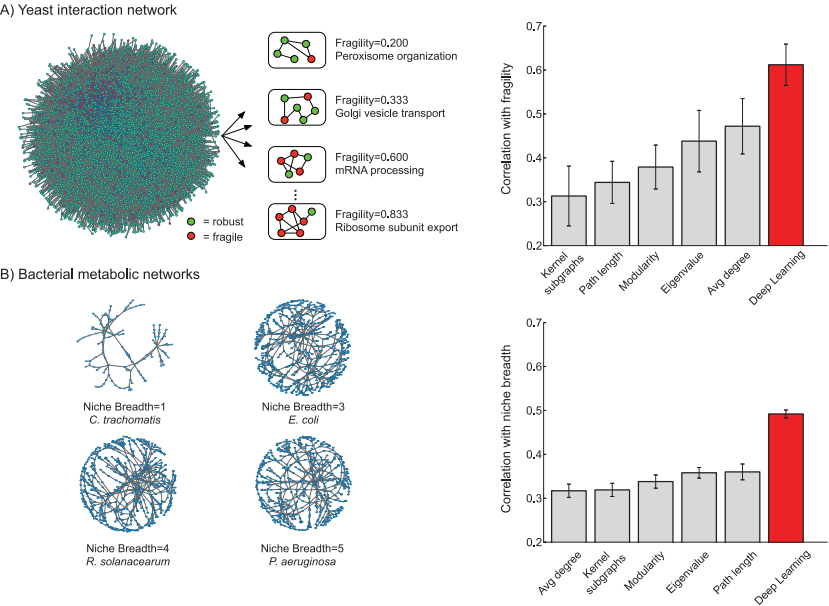 A) Yeast interaction network
Fragility=0.200
Peroxisome organization
Fragility=0.333
Golgi vesicle transport
Fragility=0.600
mRNA processing
...
Fragility=0.833
Ribosome subunit export
= robust
= fragile
Correlation with fragility
0.7
0.6
0.5
0.4
0.3
0.2
Kernel
subgraphs
Path length
Modularity
Eigenvalue
Avg degree
Deep Learning
B) Bacterial metabolic networks
Niche Breadth=1
C. trachomatis
Niche Breadth=3
E. coli
Niche Breadth=4
R. solanacearum
Niche Breadth=5
P. aeruginosa
Correlation with niche breadth
0.7
0.6
0.5
0.4
0.3
0.2
Avg degree
Kernel
subgraphs
Modularity
Eigenvalue
Path length
Deep Learning